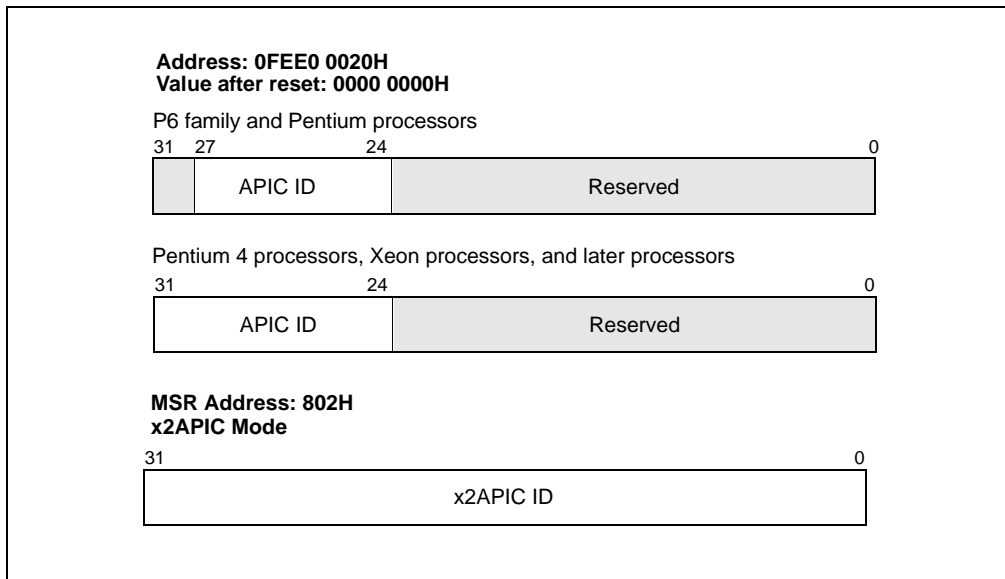 Address: 0FEE0 0020H
Value after reset: 0000 0000H
P6 family and Pentium processors
31 27 24 0
APIC ID Reserved
Pentium 4 processors, Xeon processors, and later processors
31 24 0
APIC ID Reserved
MSR Address: 802H
x2APIC Mode
31 0
x2APIC ID